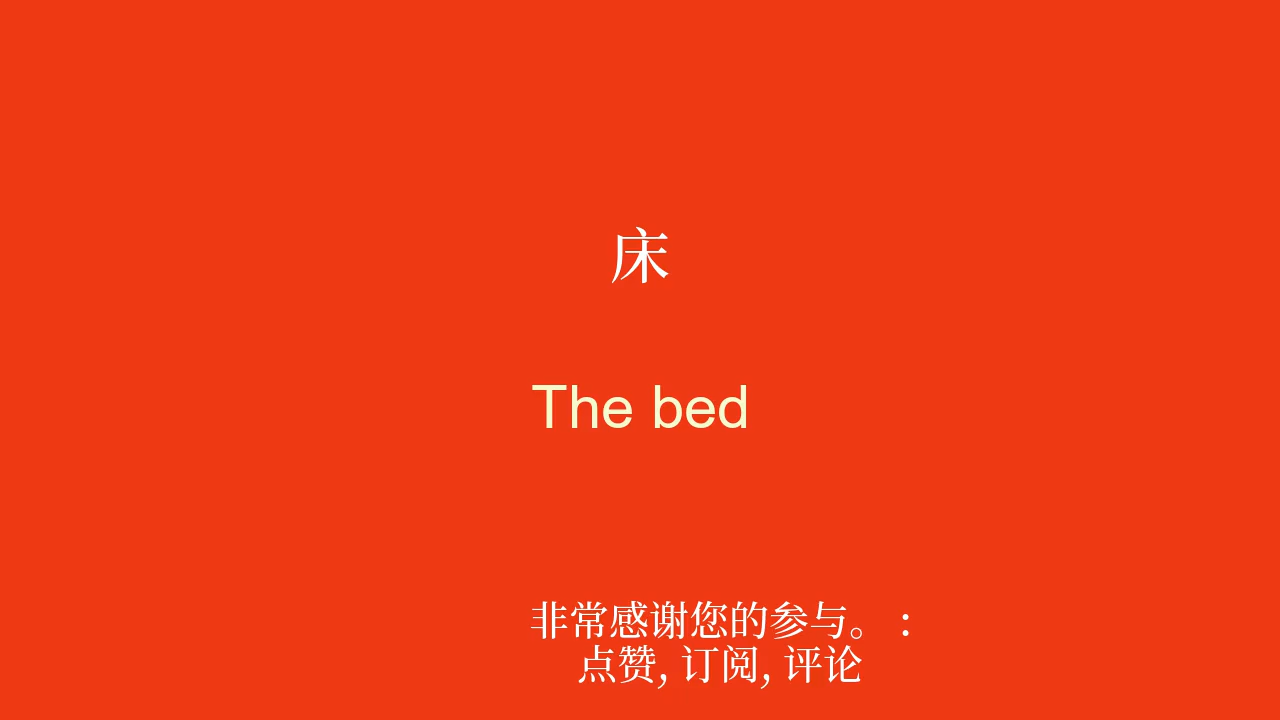 床
The bed
非常感谢您的参与。 :
点赞, 订阅, 评论